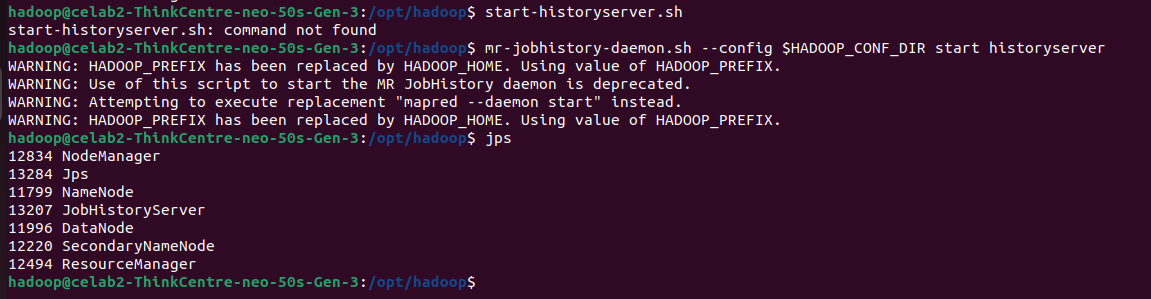 hadoop@celab2-ThinkCentre-neo-50s-Gen-3:/opt/hadoop$ start-historyserver.sh
start-historyserver.sh: command not found
hadoop@celab2-ThinkCentre-neo-50s-Gen-3:/opt/hadoop$ mr-jobhistory-daemon.sh --config $HADOOP_CONF_DIR start historyserver
WARNING: HADOOP_PREFIX has been replaced by HADOOP_HOME. Using value of HADOOP_PREFIX.
WARNING: Use of this script to start the MR JobHistory daemon is deprecated.
WARNING: Attempting to execute replacement "mapred --daemon start" instead.
WARNING: HADOOP_PREFIX has been replaced by HADOOP_HOME. Using value of HADOOP_PREFIX.
hadoop@celab2-ThinkCentre-neo-50s-Gen-3:/opt/hadoop$ jps
12834 NodeManager
13284 Jps
11799 NameNode
13207 JobHistoryServer
11996 DataNode
12220 SecondaryNameNode
12494 ResourceManager
hadoop@celab2-ThinkCentre-neo-50s-Gen-3:/opt/hadoop$